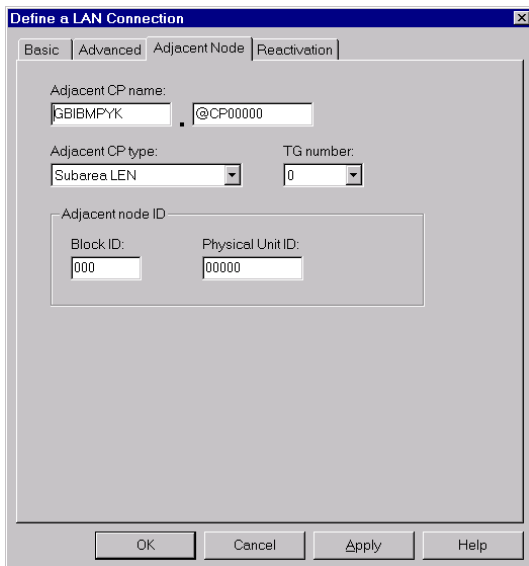 Define a LAN Connection
Basic Advanced Adjacent Node Reactivation
Adjacent CP name:
GBIBMPYK . @CP00000
Adjacent CP type: TG number:
Subarea LEN 0
Adjacent node ID
Block ID: Physical Unit ID:
000 00000
OK Cancel Apply Help